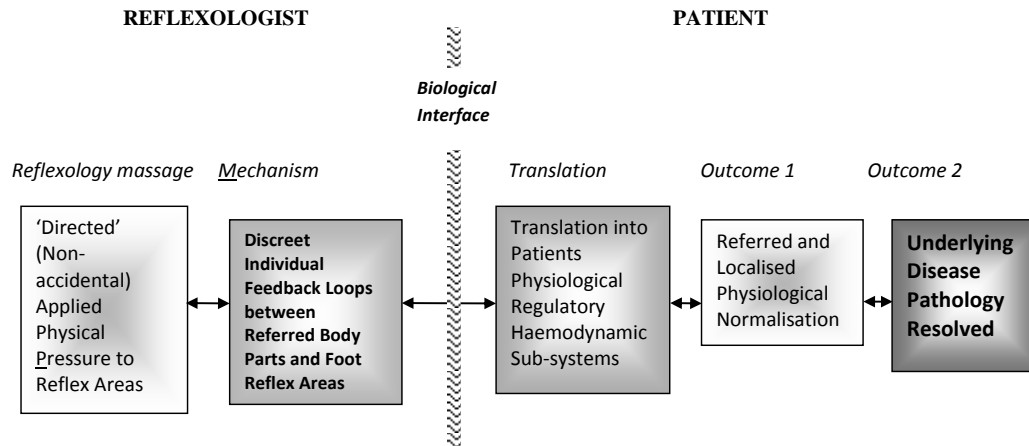 REFLEXOLOGIST
PATIENT
Biological
Interface
Reflexology massage
Mechanism
Translation
Outcome 1
Outcome 2
‘Directed’
(Non-
accidental)
Applied
Physical
Pressure to
Reflex Areas
Discreet
Individual
Feedback Loops
between
Referred Body
Parts and Foot
Reflex Areas
Translation into
Patients
Physiological
Regulatory
Haemodynamic
Sub-systems
Referred and
Localised
Physiological
Normalisation
Underlying
Disease
Pathology
Resolved